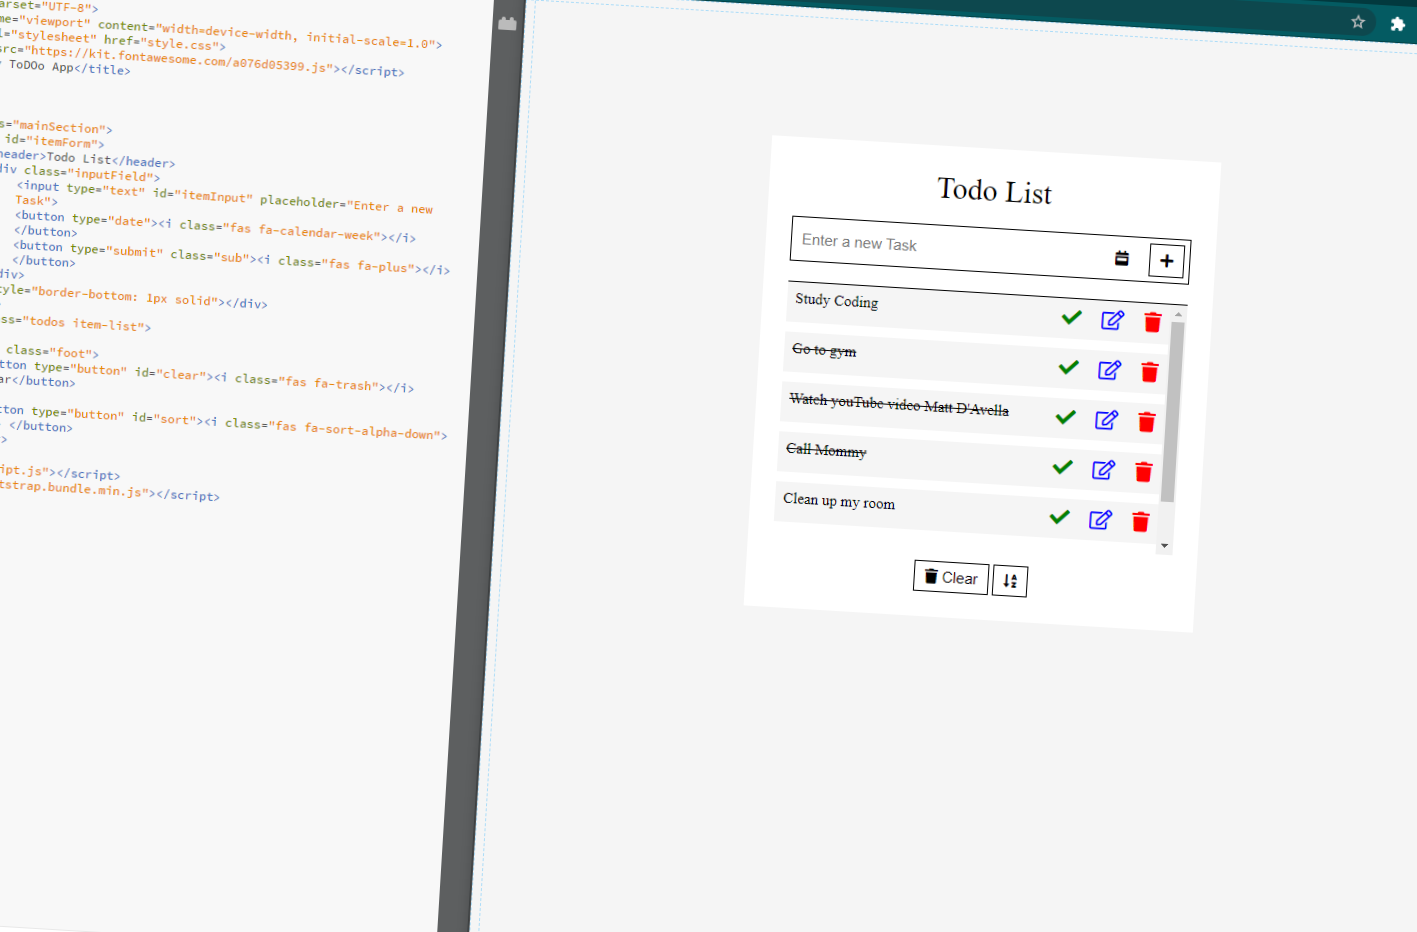 arset="UTF-8">
me="viewport" content="width=device-width, initial-scale=1.0">
l="stylesheet" href="style.css">
src="https://kit.fontawesome.com/a076d05399.js"></script>
ToDOo App</title>
s="mainSection">
id="itemForm">
header>Todo List</header>
div class="inputField">
<input type="text" id="itemInput" placeholder="Enter a new
Task">
<button type="date"><i class="fas fa-calendar-week"></i>
</button>
<button type="submit" class="sub"><i class="fas fa-plus"></i>
</button>
div>
tyle="border-bottom: 1px solid"></div>
>
ss="todos item-list">
class="foot">
tton type="button" id="clear"><i class="fas fa-trash"></i>
ar</button>
tton type="button" id="sort"><i class="fas fa-sort-alpha-down">
</button>
>
ipt.js"></script>
tstrap.bundle.min.js"></script>
Todo List
Enter a new Task
Study Coding
Go to gym
Watch youTube video Matt D'Avella
Call Mommy
Clean up my room
Clear